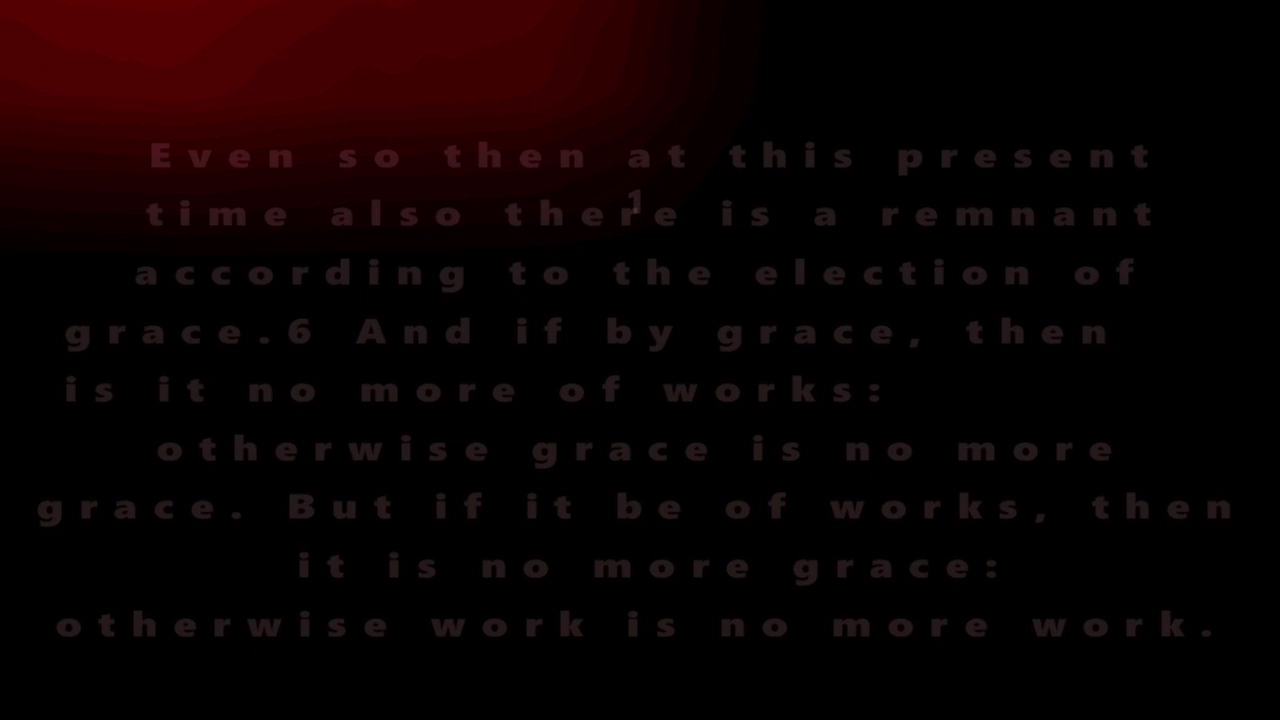 Even so then at this present
1
time also there is a remnant
according to the election of
grace.6 And if by grace, then
is it no more of works:
otherwise grace is no more
grace. But if it be of works, then
it is no more grace:
otherwise work is no more work.